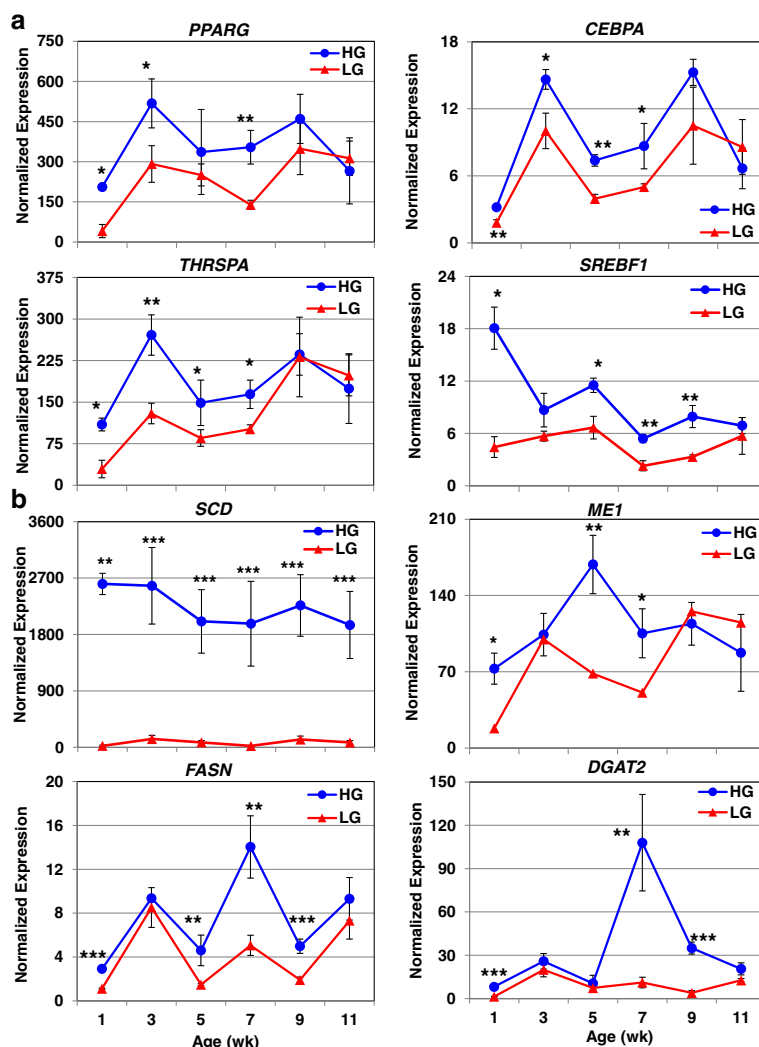 a
PPARG
Normalized Expression
750
600
450
300
150
0
HG
LG
*
*
**
CEBPA
Normalized Expression
18
12
6
0
*
**
*
**
HG
LG
THRSPA
Normalized Expression
375
300
225
150
75
0
HG
LG
*
**
*
*
SREBF1
Normalized Expression
24
18
12
6
0
HG
LG
*
*
**
**
b
SCD
Normalized Expression
3600
2700
1800
900
0
HG
LG
**
***
***
***
***
***
ME1
Normalized Expression
210
140
70
0
HG
LG
*
**
*
FASN
Normalized Expression
20
16
12
8
4
0
HG
LG
***
**
**
***
1 3 5 7 9 11
Age (wk)
DGAT2
Normalized Expression
150
120
90
60
30
0
HG
LG
***
**
***
1 3 5 7 9 11
Age (wk)